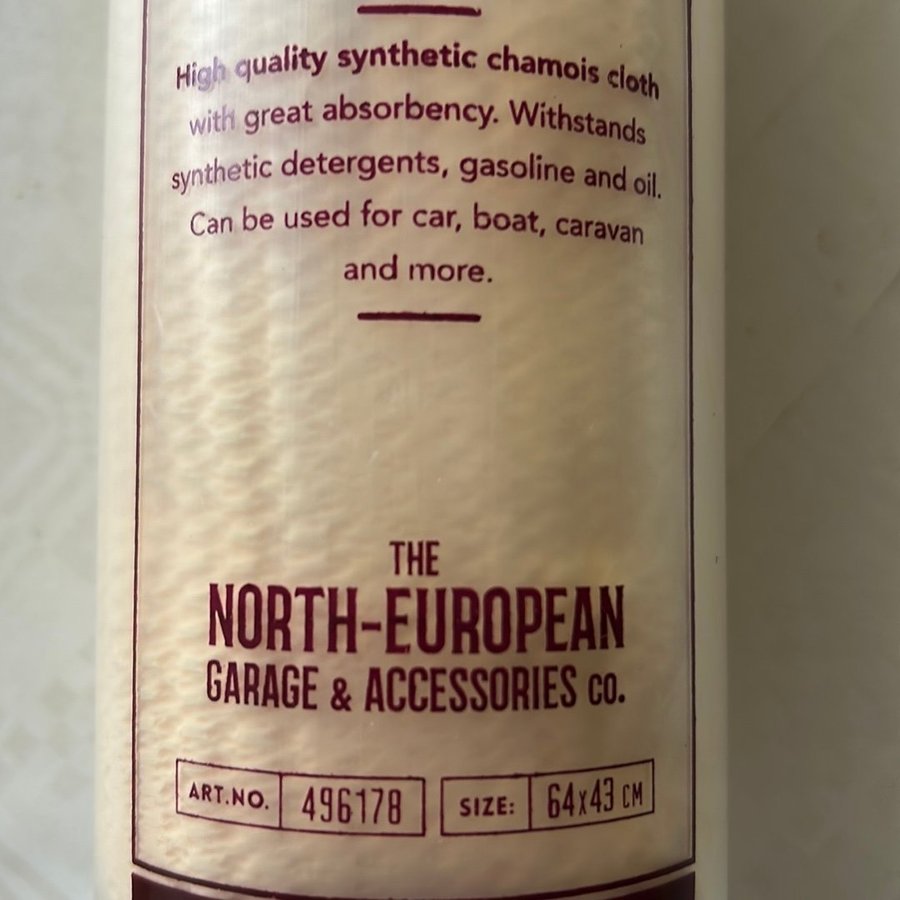 High quality synthetic chamois cloth
with great absorbency. Withstands
synthetic detergents, gasoline and oil.
Can be used for car, boat, caravan
and more.
THE
NORTH-EUROPEAN
GARAGE & ACCESSORIES CO.
ART.NO. 496178 SIZE: 64x43 CM